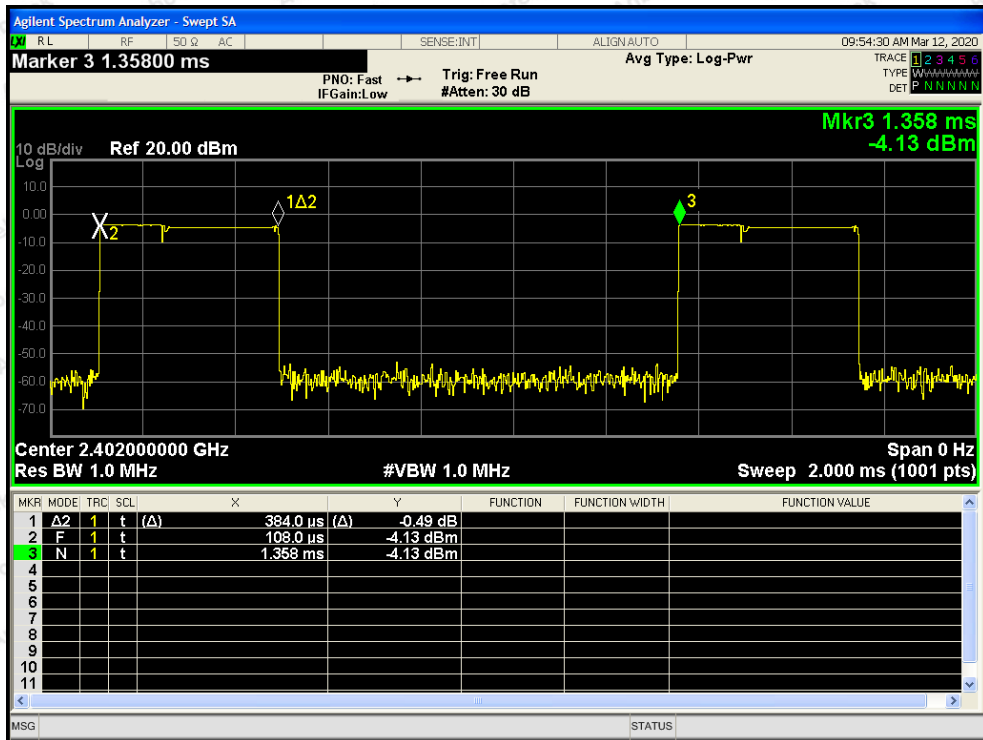 Agilent Spectrum Analyzer - Swept SA
LXI RL RF 50 Ω AC SENSE:INT ALIGNAUTO 09:54:30 AM Mar 12, 2020
Marker 3 1.35800 ms
PNO: Fast
IFGain:Low
Trig: Free Run
#Atten: 30 dB
Avg Type: Log-Pwr
TRACE 1 2 3 4 5 6
TYPE WWWWWW
DET P N N N N N
Mkr3 1.358 ms
-4.13 dBm
10 dB/div Ref 20.00 dBm
Log
10.0
0.00
-10.0
-20.0
-30.0
-40.0
-50.0
-60.0
-70.0
X2
1Δ2
3
Center 2.402000000 GHz Span 0 Hz
Res BW 1.0 MHz #VBW 1.0 MHz Sweep 2.000 ms (1001 pts)
MKR MODE TRC SCL X Y FUNCTION FUNCTION WIDTH FUNCTION VALUE
1 Δ2 1 t (Δ) 384.0 µs (Δ) -0.49 dB
2 F 1 t 108.0 µs -4.13 dBm
3 N 1 t 1.358 ms -4.13 dBm
4
5
6
7
8
9
10
11
MSG STATUS